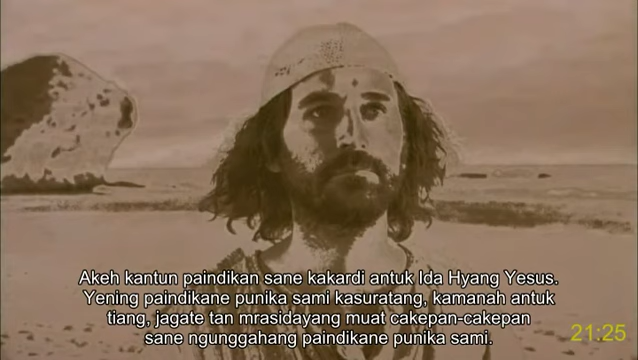 Akeh kantun paindikan sane kakardi antuk Ida Hyang Yesus.
Yening paindikane punika sami kasuratang, kamanah antuk
tiang, jagate tan mrasidayang muat cakepan-cakepan
sane ngunggahang paindikane punika sami.
21:25